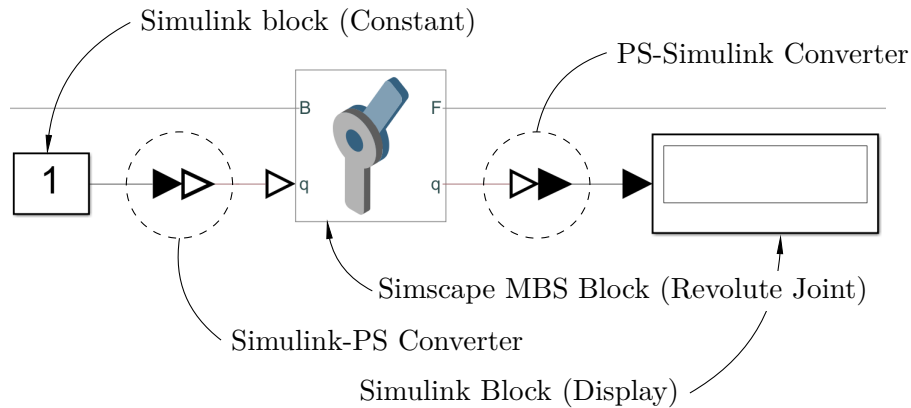 Simulink block (Constant)
PS-Simulink Converter
B
F
1
q
q
Simscape MBS Block (Revolute Joint)
Simulink-PS Converter
Simulink Block (Display)